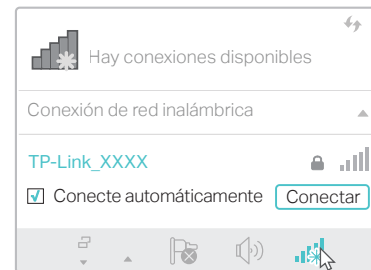 Hay conexiones disponibles
Conexión de red inalámbrica
TP-Link_XXXX
Conecte automáticamente Conectar